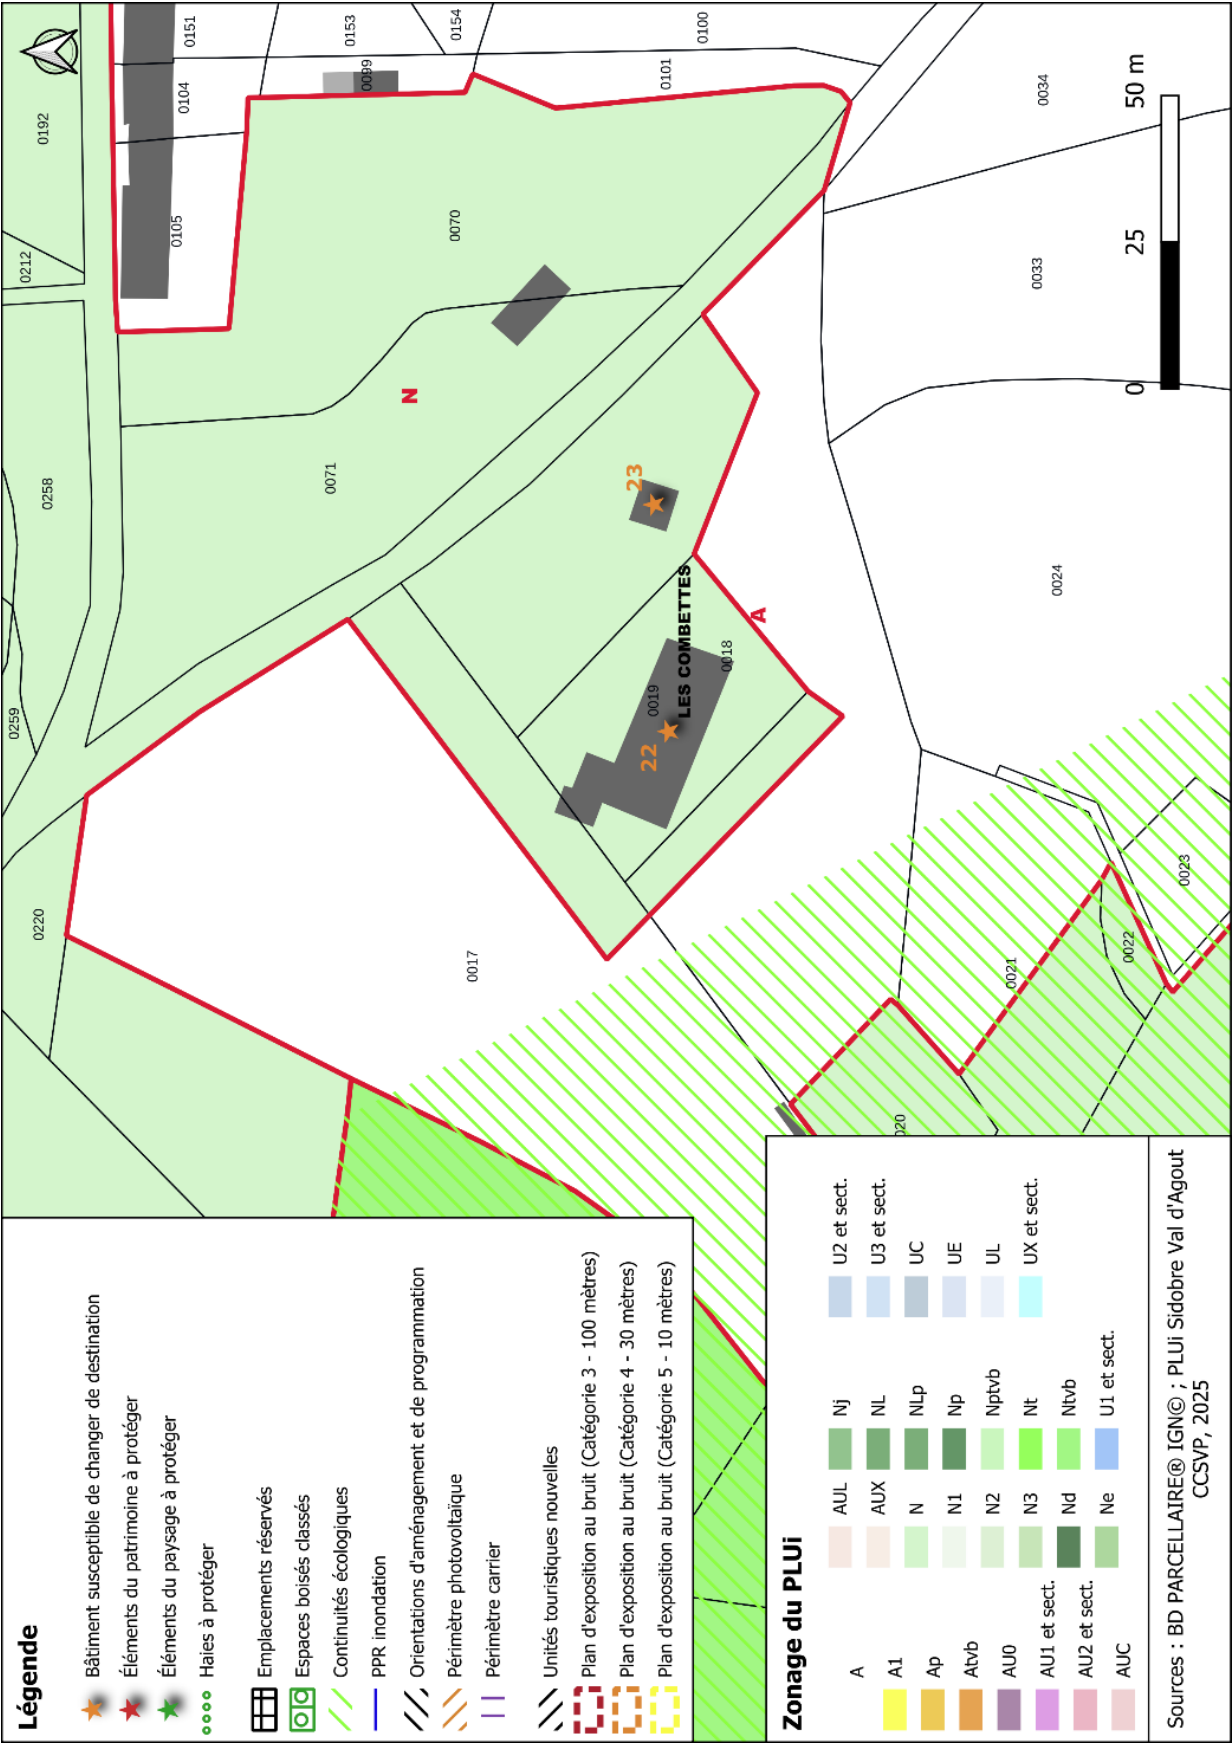 0192
0212
0258
0259
0220
0151
0153
0154
0100
0104
0099
0101
0105
0070
0071
N
0034
0033
0024
23
22
LES COMBETTES
0019
0018
A
0017
0021
0022
0023
020
0
25
50 m
Légende
Bâtiment susceptible de changer de destination
Éléments du patrimoine à protéger
Éléments du paysage à protéger
Haies à protéger
Emplacements réservés
Espaces boisés classés
Continuités écologiques
PPR inondation
Orientations d'aménagement et de programmation
Périmètre photovoltaïque
Périmètre carrier
Unités touristiques nouvelles
Plan d'exposition au bruit (Catégorie 3 - 100 mètres)
Plan d'exposition au bruit (Catégorie 4 - 30 mètres)
Plan d'exposition au bruit (Catégorie 5 - 10 mètres)
Zonage du PLUi
A
A1
Ap
Atvb
AU0
AU1 et sect.
AU2 et sect.
AUC
AUL
AUX
N
N1
N2
N3
Nd
Ne
Nj
NL
NLp
Np
Nptvb
Nt
Ntvb
U1 et sect.
U2 et sect.
U3 et sect.
UC
UE
UL
UX et sect.
Sources : BD PARCELLAIRE® IGN© ; PLUi Sidobre Val d'Agout
CCSVP, 2025